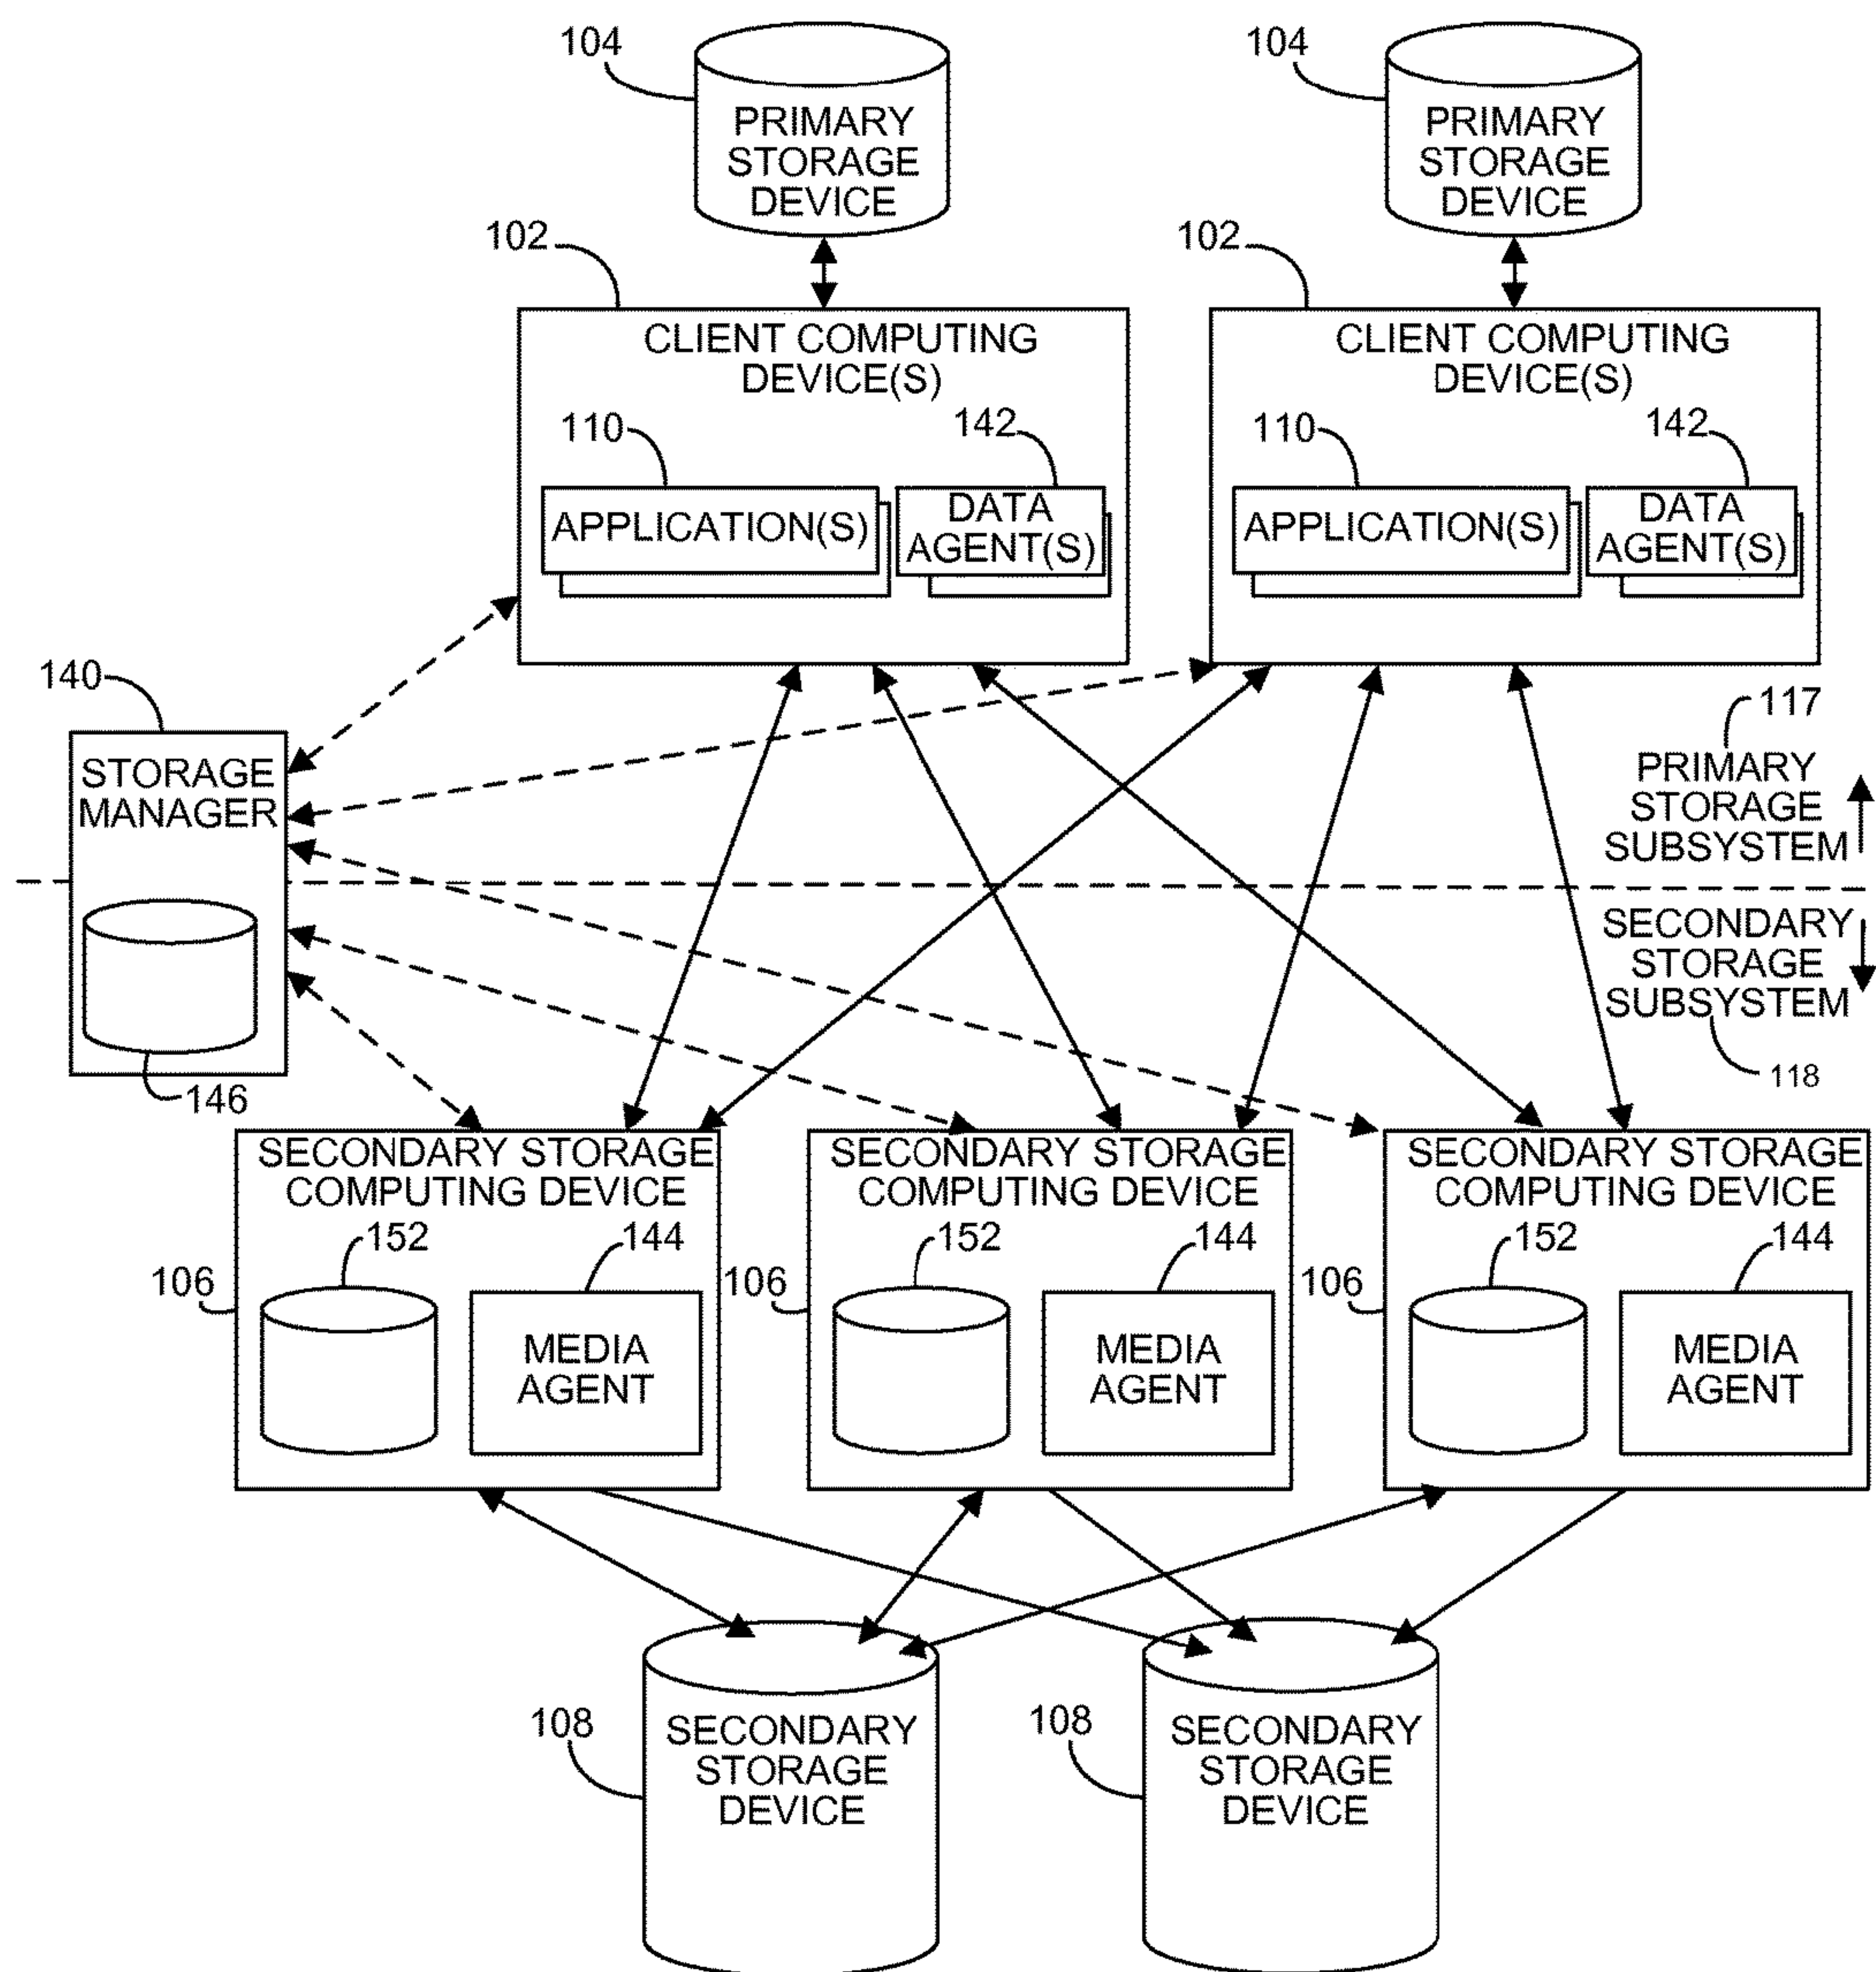 104
PRIMARY
STORAGE
DEVICE
104
PRIMARY
STORAGE
DEVICE
102
CLIENT COMPUTING
DEVICE(S)
110
142
APPLICATION(S)
DATA
AGENT(S)
102
CLIENT COMPUTING
DEVICE(S)
110
142
APPLICATION(S)
DATA
AGENT(S)
140
STORAGE
MANAGER
146
117
PRIMARY
STORAGE
SUBSYSTEM
SECONDARY
STORAGE
SUBSYSTEM
118
SECONDARY STORAGE
COMPUTING DEVICE
152
144
106
MEDIA
AGENT
SECONDARY STORAGE
COMPUTING DEVICE
152
144
106
MEDIA
AGENT
SECONDARY STORAGE
COMPUTING DEVICE
152
144
106
MEDIA
AGENT
108
SECONDARY
STORAGE
DEVICE
108
SECONDARY
STORAGE
DEVICE